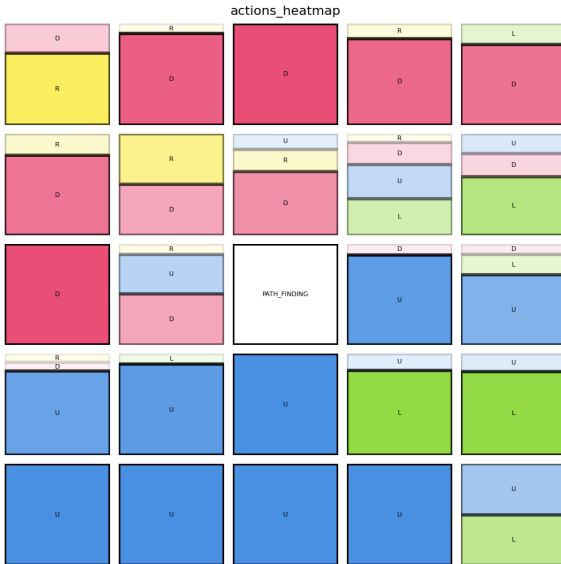 actions_heatmap
D R D R L
R D D D D
R R U R U
D D R D D
D U L
D L
R D D
D U PATH_FINDING U L
D U
R L U U U
D
U U L L
U U U U U
L